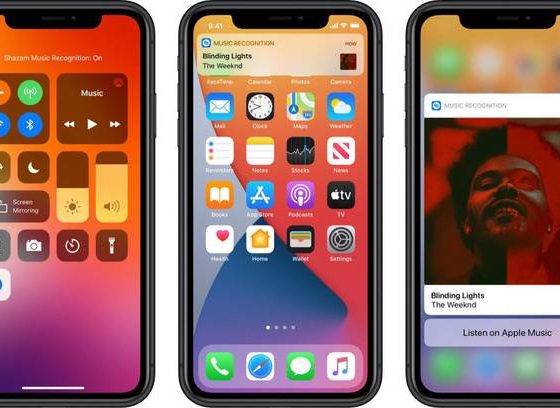 Shazam Music Recognition: On
Music
Screen
Mirroring
9:41
MUSIC RECOGNITION
now
Blinding Lights
The Weeknd
FaceTime
Calendar
Photos
Camera
Mail
Clock
Maps
Weather
Reminders
Notes
Stocks
News
Books
App Store
Podcasts
tv
TV
Health
Home
Wallet
Settings
MUSIC RECOGNITION
Blinding Lights
The Weeknd
Listen on Apple Music